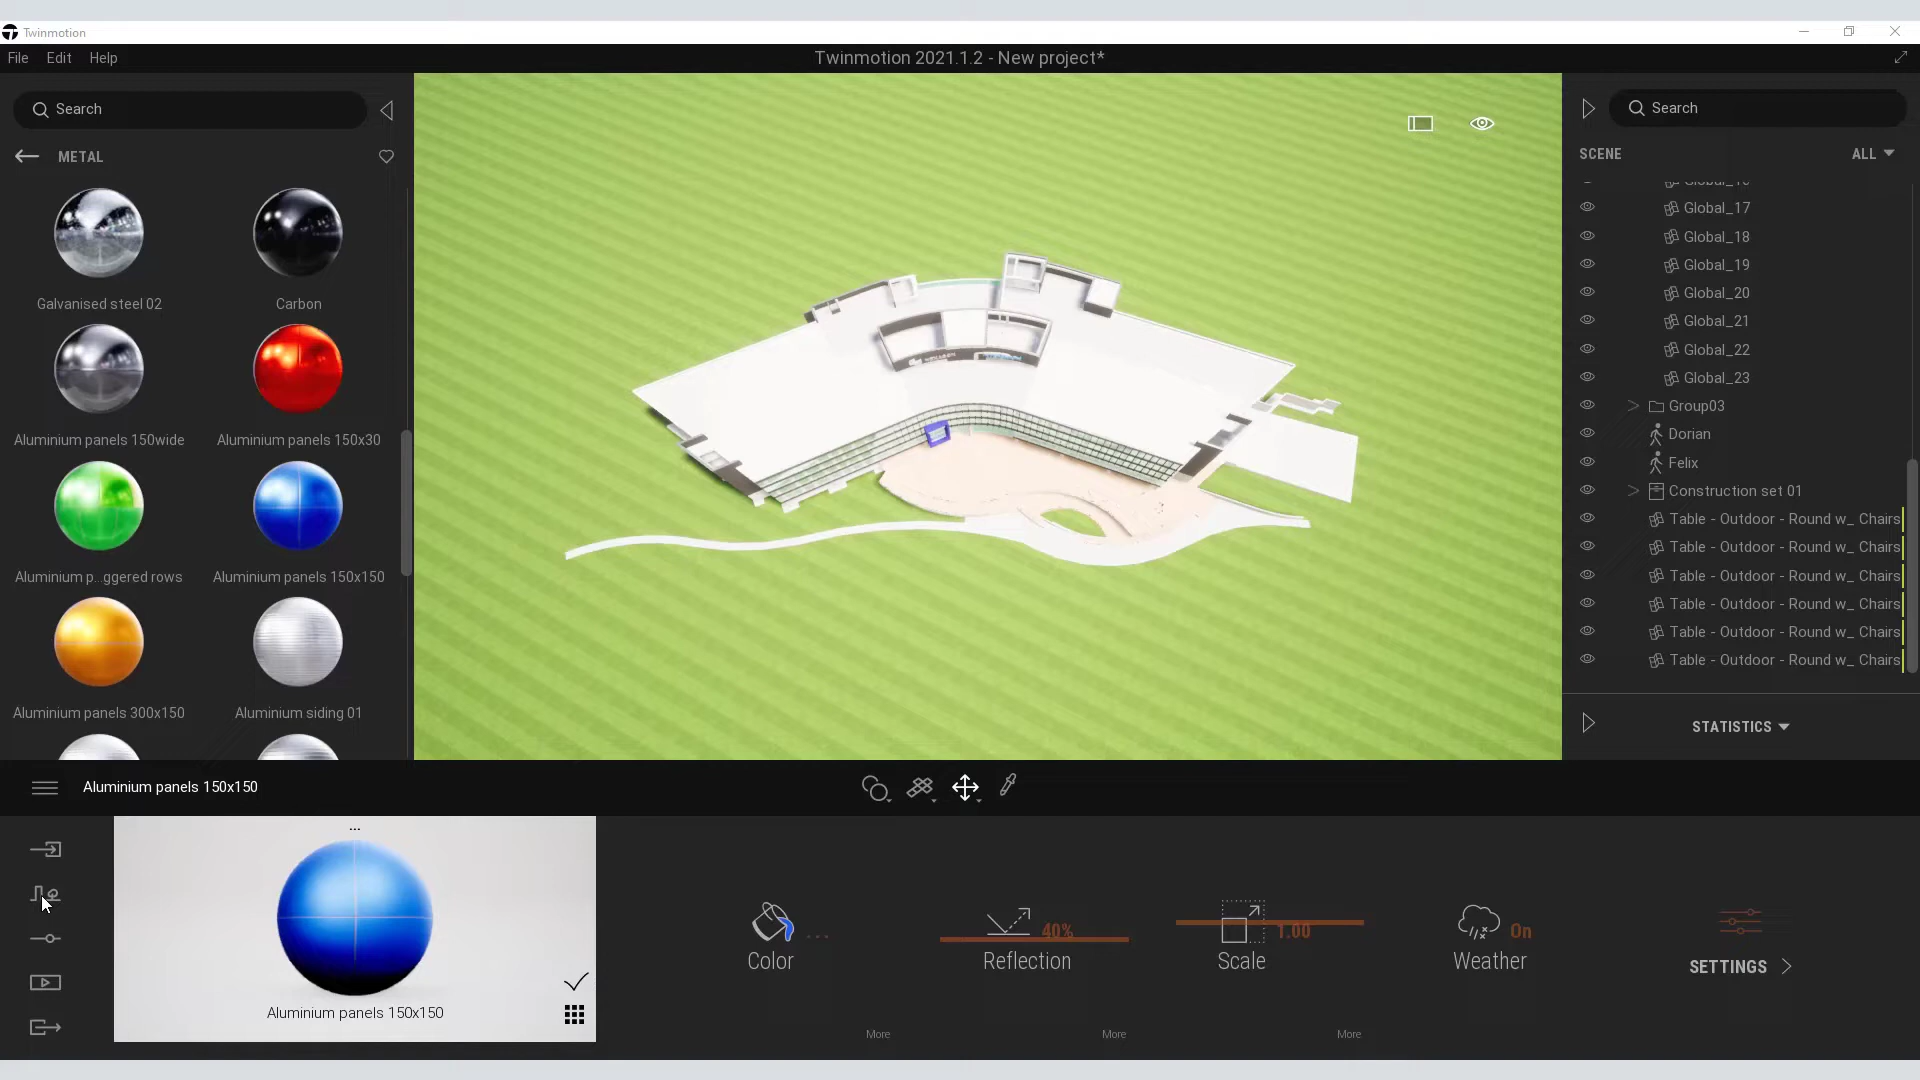 Twinmotion
File Edit Help
Twinmotion 2021.1.2 - New project*
Search
METAL
Galvanised steel 02
Carbon
Aluminium panels 150wide
Aluminium panels 150x30
Aluminium p...ggered rows
Aluminium panels 150x150
Aluminium panels 300x150
Aluminium siding 01
Search
SCENE
ALL
Global_17
Global_18
Global_19
Global_20
Global_21
Global_22
Global_23
Group03
Dorian
Felix
Construction set 01
Table - Outdoor - Round w_ Chairs
Table - Outdoor - Round w_ Chairs
Table - Outdoor - Round w_ Chairs
Table - Outdoor - Round w_ Chairs
Table - Outdoor - Round w_ Chairs
Table - Outdoor - Round w_ Chairs
STATISTICS
Aluminium panels 150x150
...
Aluminium panels 150x150
...
Color
More
40%
Reflection
More
1.00
Scale
More
On
Weather
SETTINGS